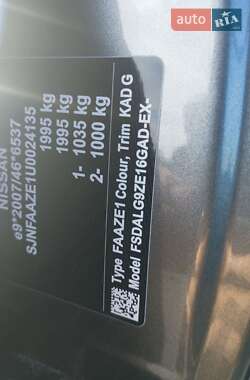 AUTO.RIA
NISSAN
e9*2007/46*6537
SJNFAAZE1U0024135
1995 kg
1995 kg
1- 1035 kg
2- 1000 kg
Type FAAZE1 Colour, Trim KAD G
Model FSDALG9ZE16GAD-EX-